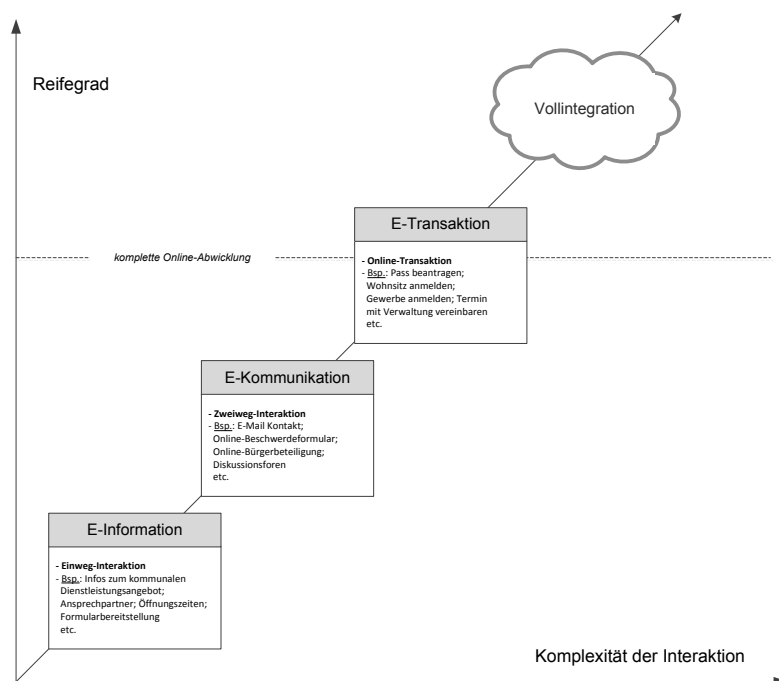 Reifegrad
Vollintegration
E-Transaktion
komplette Online-Abwicklung
- Online-Transaktion
- Bsp.: Pass beantragen;
Wohnsitz anmelden;
Gewerbe anmelden; Termin
mit Verwaltung vereinbaren
etc.
E-Kommunikation
- Zweiweg-Interaktion
- Bsp.: E-Mail Kontakt;
Online-Beschwerdeformular;
Online-Bürgerbeteiligung;
Diskussionsforen
etc.
E-Information
- Einweg-Interaktion
- Bsp.: Infos zum kommunalen
Dienstleistungsangebot;
Ansprechpartner; Öffnungszeiten;
Formularbereitstellung
etc.
Komplexität der Interaktion